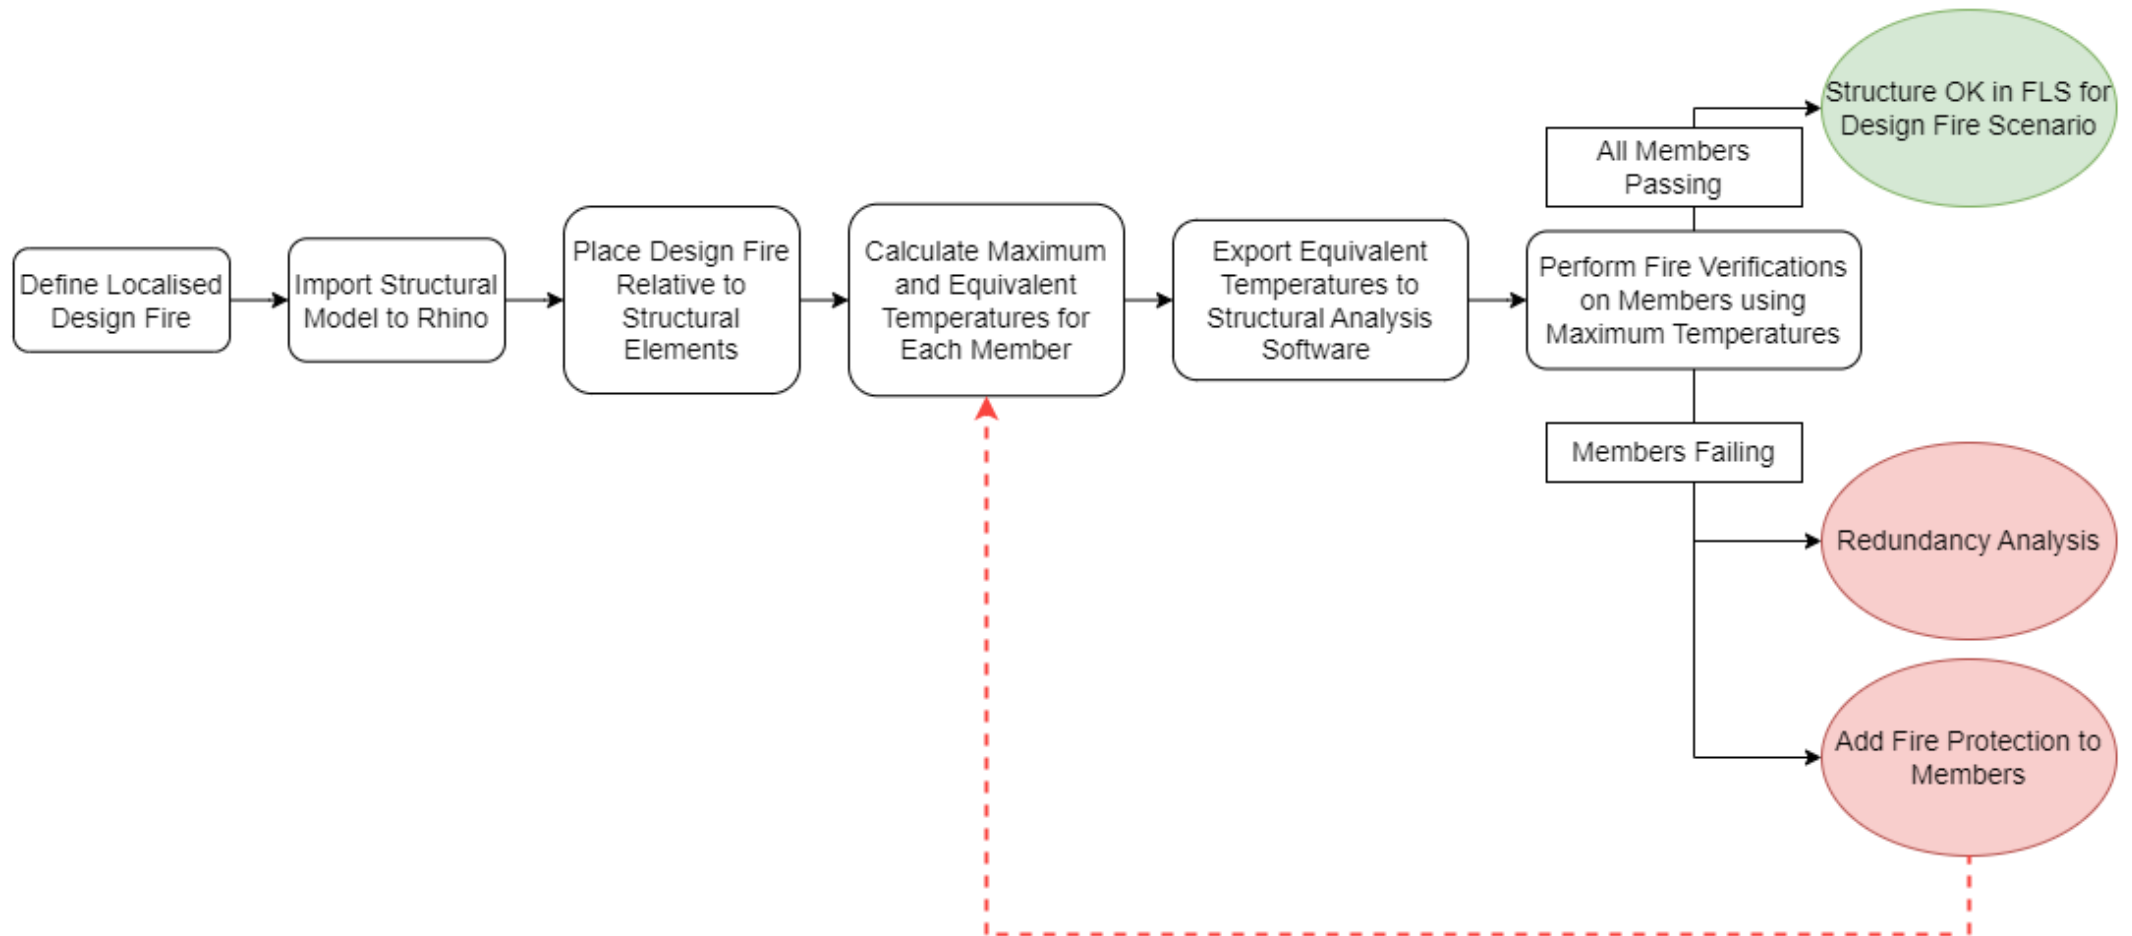 Define Localised
Design Fire
Import Structural
Model to Rhino
Place Design Fire
Relative to
Structural
Elements
Calculate Maximum
and Equivalent
Temperatures for
Each Member
Export Equivalent
Temperatures to
Structural Analysis
Software
Perform Fire Verifications
on Members using
Maximum Temperatures
All Members
Passing
Structure OK in FLS for
Design Fire Scenario
Members Failing
Redundancy Analysis
Add Fire Protection to
Members